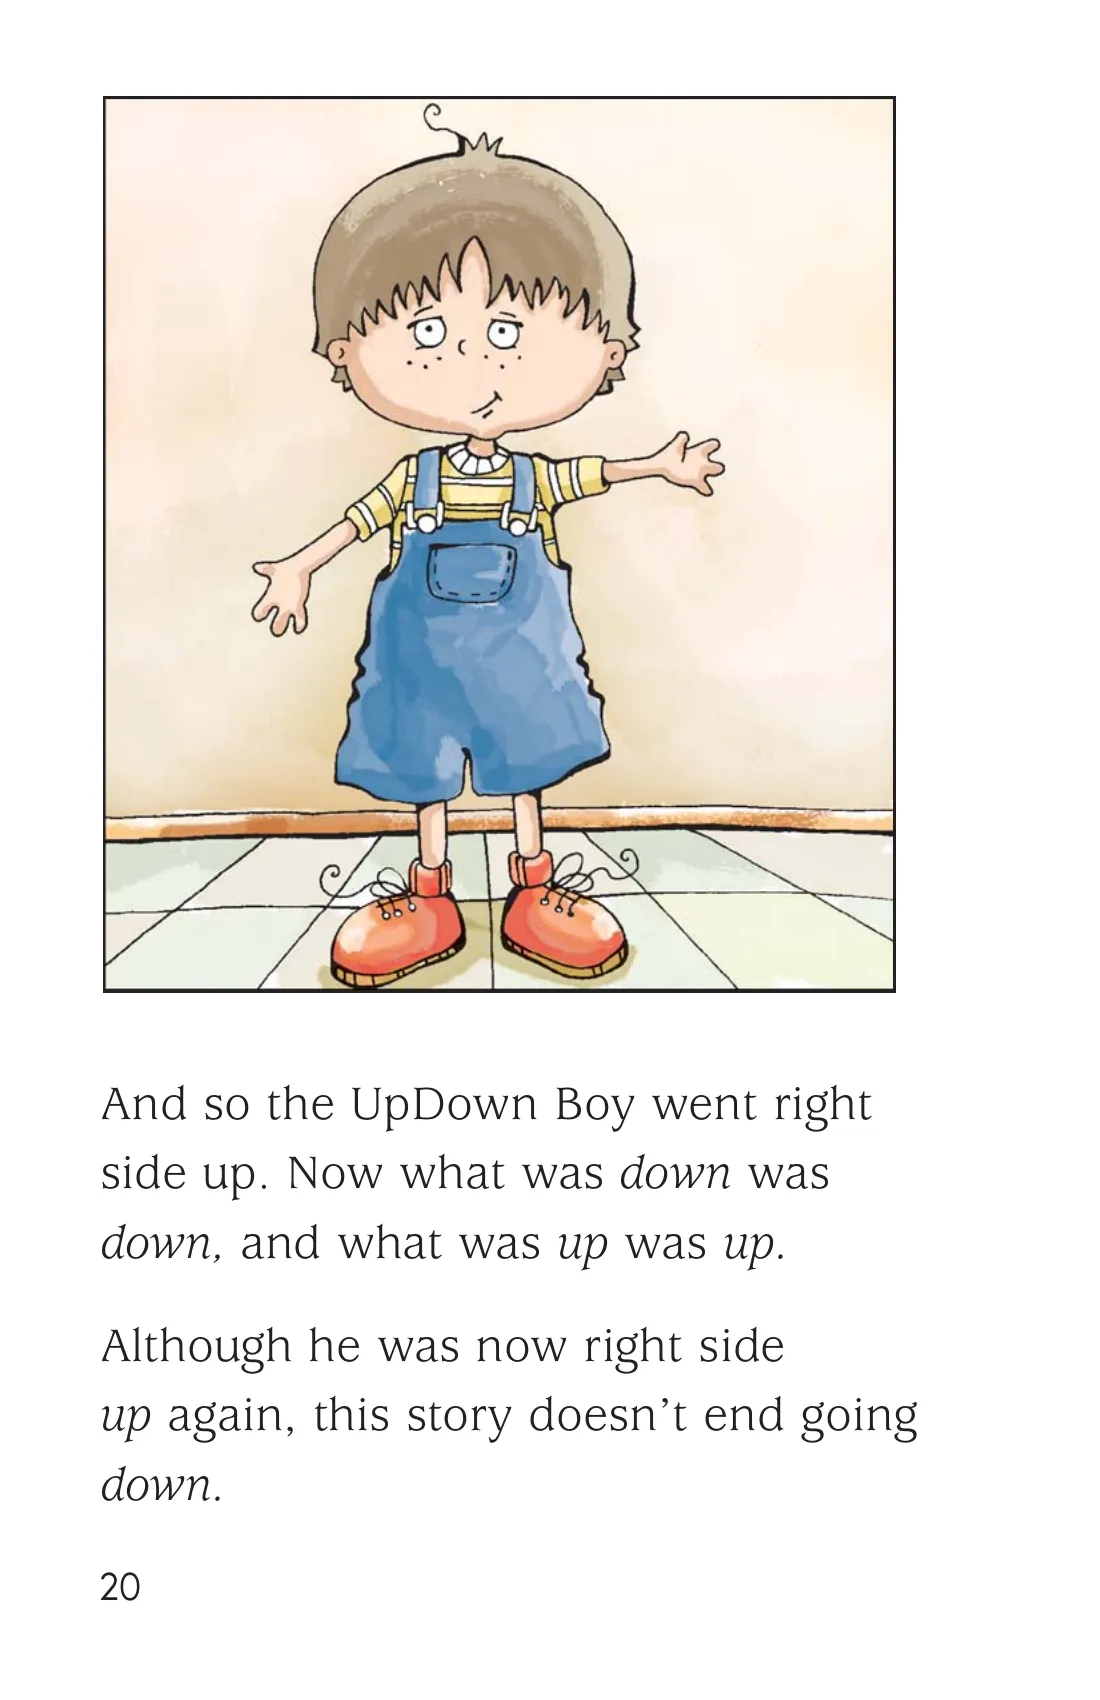 And so the UpDown Boy went right
side up. Now what was down was
down, and what was up was up.
Although he was now right side
up again, this story doesn’t end going
down.
20